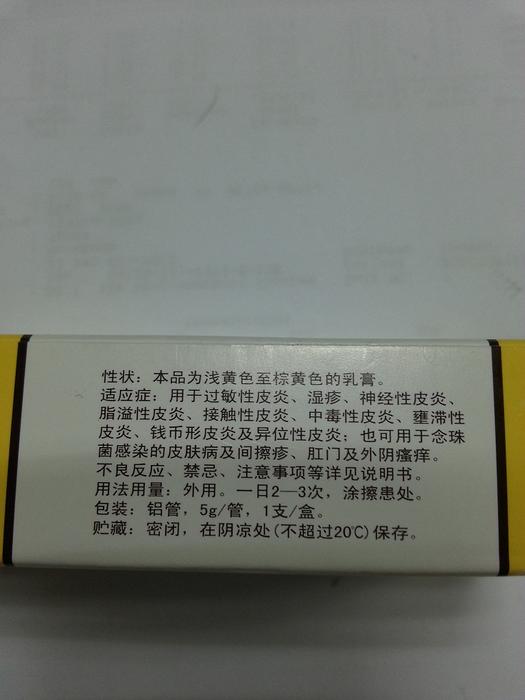 性状：本品为浅黄色至棕黄色的乳膏。
适应症：用于过敏性皮炎、湿疹、神经性皮炎、
脂溢性皮炎、接触性皮炎、中毒性皮炎、壅滞性
皮炎、钱币形皮炎及异位性皮炎；也可用于念珠
菌感染的皮肤病及间擦疹、肛门及外阴瘙痒。
不良反应、禁忌、注意事项等详见说明书。
用法用量：外用。一日2—3次，涂擦患处。
包装：铝管，5g/管，1支/盒。
贮藏：密闭，在阴凉处(不超过20℃)保存。